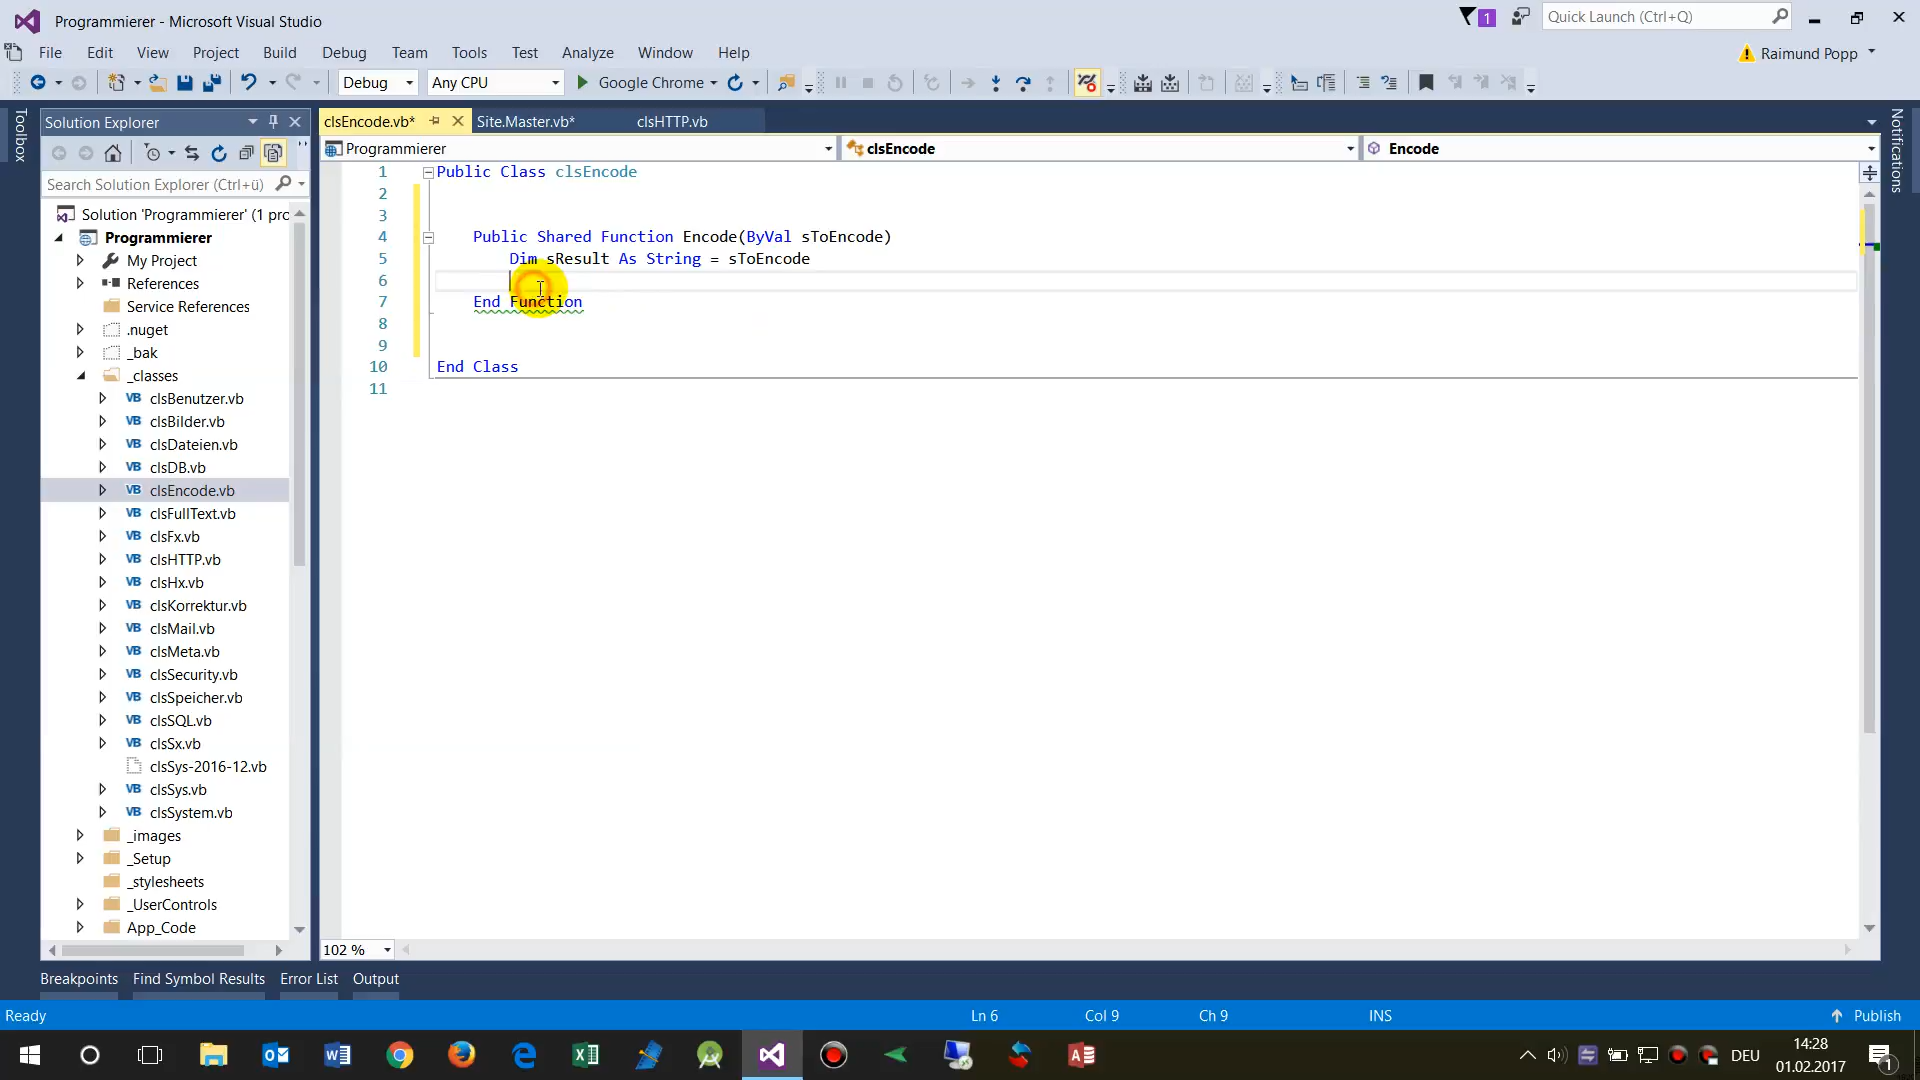 Programmierer - Microsoft Visual Studio
1
Quick Launch (Ctrl+Q)
File Edit View Project Build Debug Team Tools Test Analyze Window Help
Raimund Popp
Debug
Any CPU
Google Chrome
Toolbox
Solution Explorer
Search Solution Explorer (Ctrl+ü)
Solution 'Programmierer' (1 pro
Programmierer
My Project
References
Service References
.nuget
_bak
_classes
clsBenutzer.vb
clsBilder.vb
clsDateien.vb
clsDB.vb
clsEncode.vb
clsFullText.vb
clsFx.vb
clsHTTP.vb
clsHx.vb
clsKorrektur.vb
clsMail.vb
clsMeta.vb
clsSecurity.vb
clsSpeicher.vb
clsSQL.vb
clsSx.vb
clsSys-2016-12.vb
clsSys.vb
clsSystem.vb
_images
_Setup
_stylesheets
_UserControls
App_Code
clsEncode.vb*
Site.Master.vb*
clsHTTP.vb
Programmierer
clsEncode
Encode
1 Public Class clsEncode
2
3
4 Public Shared Function Encode(ByVal sToEncode)
5 Dim sResult As String = sToEncode
6
7 End Function
8
9
10 End Class
11
102 %
Notifications
Breakpoints Find Symbol Results Error List Output
Ready
Ln 6
Col 9
Ch 9
INS
Publish
DEU
14:28
01.02.2017
1